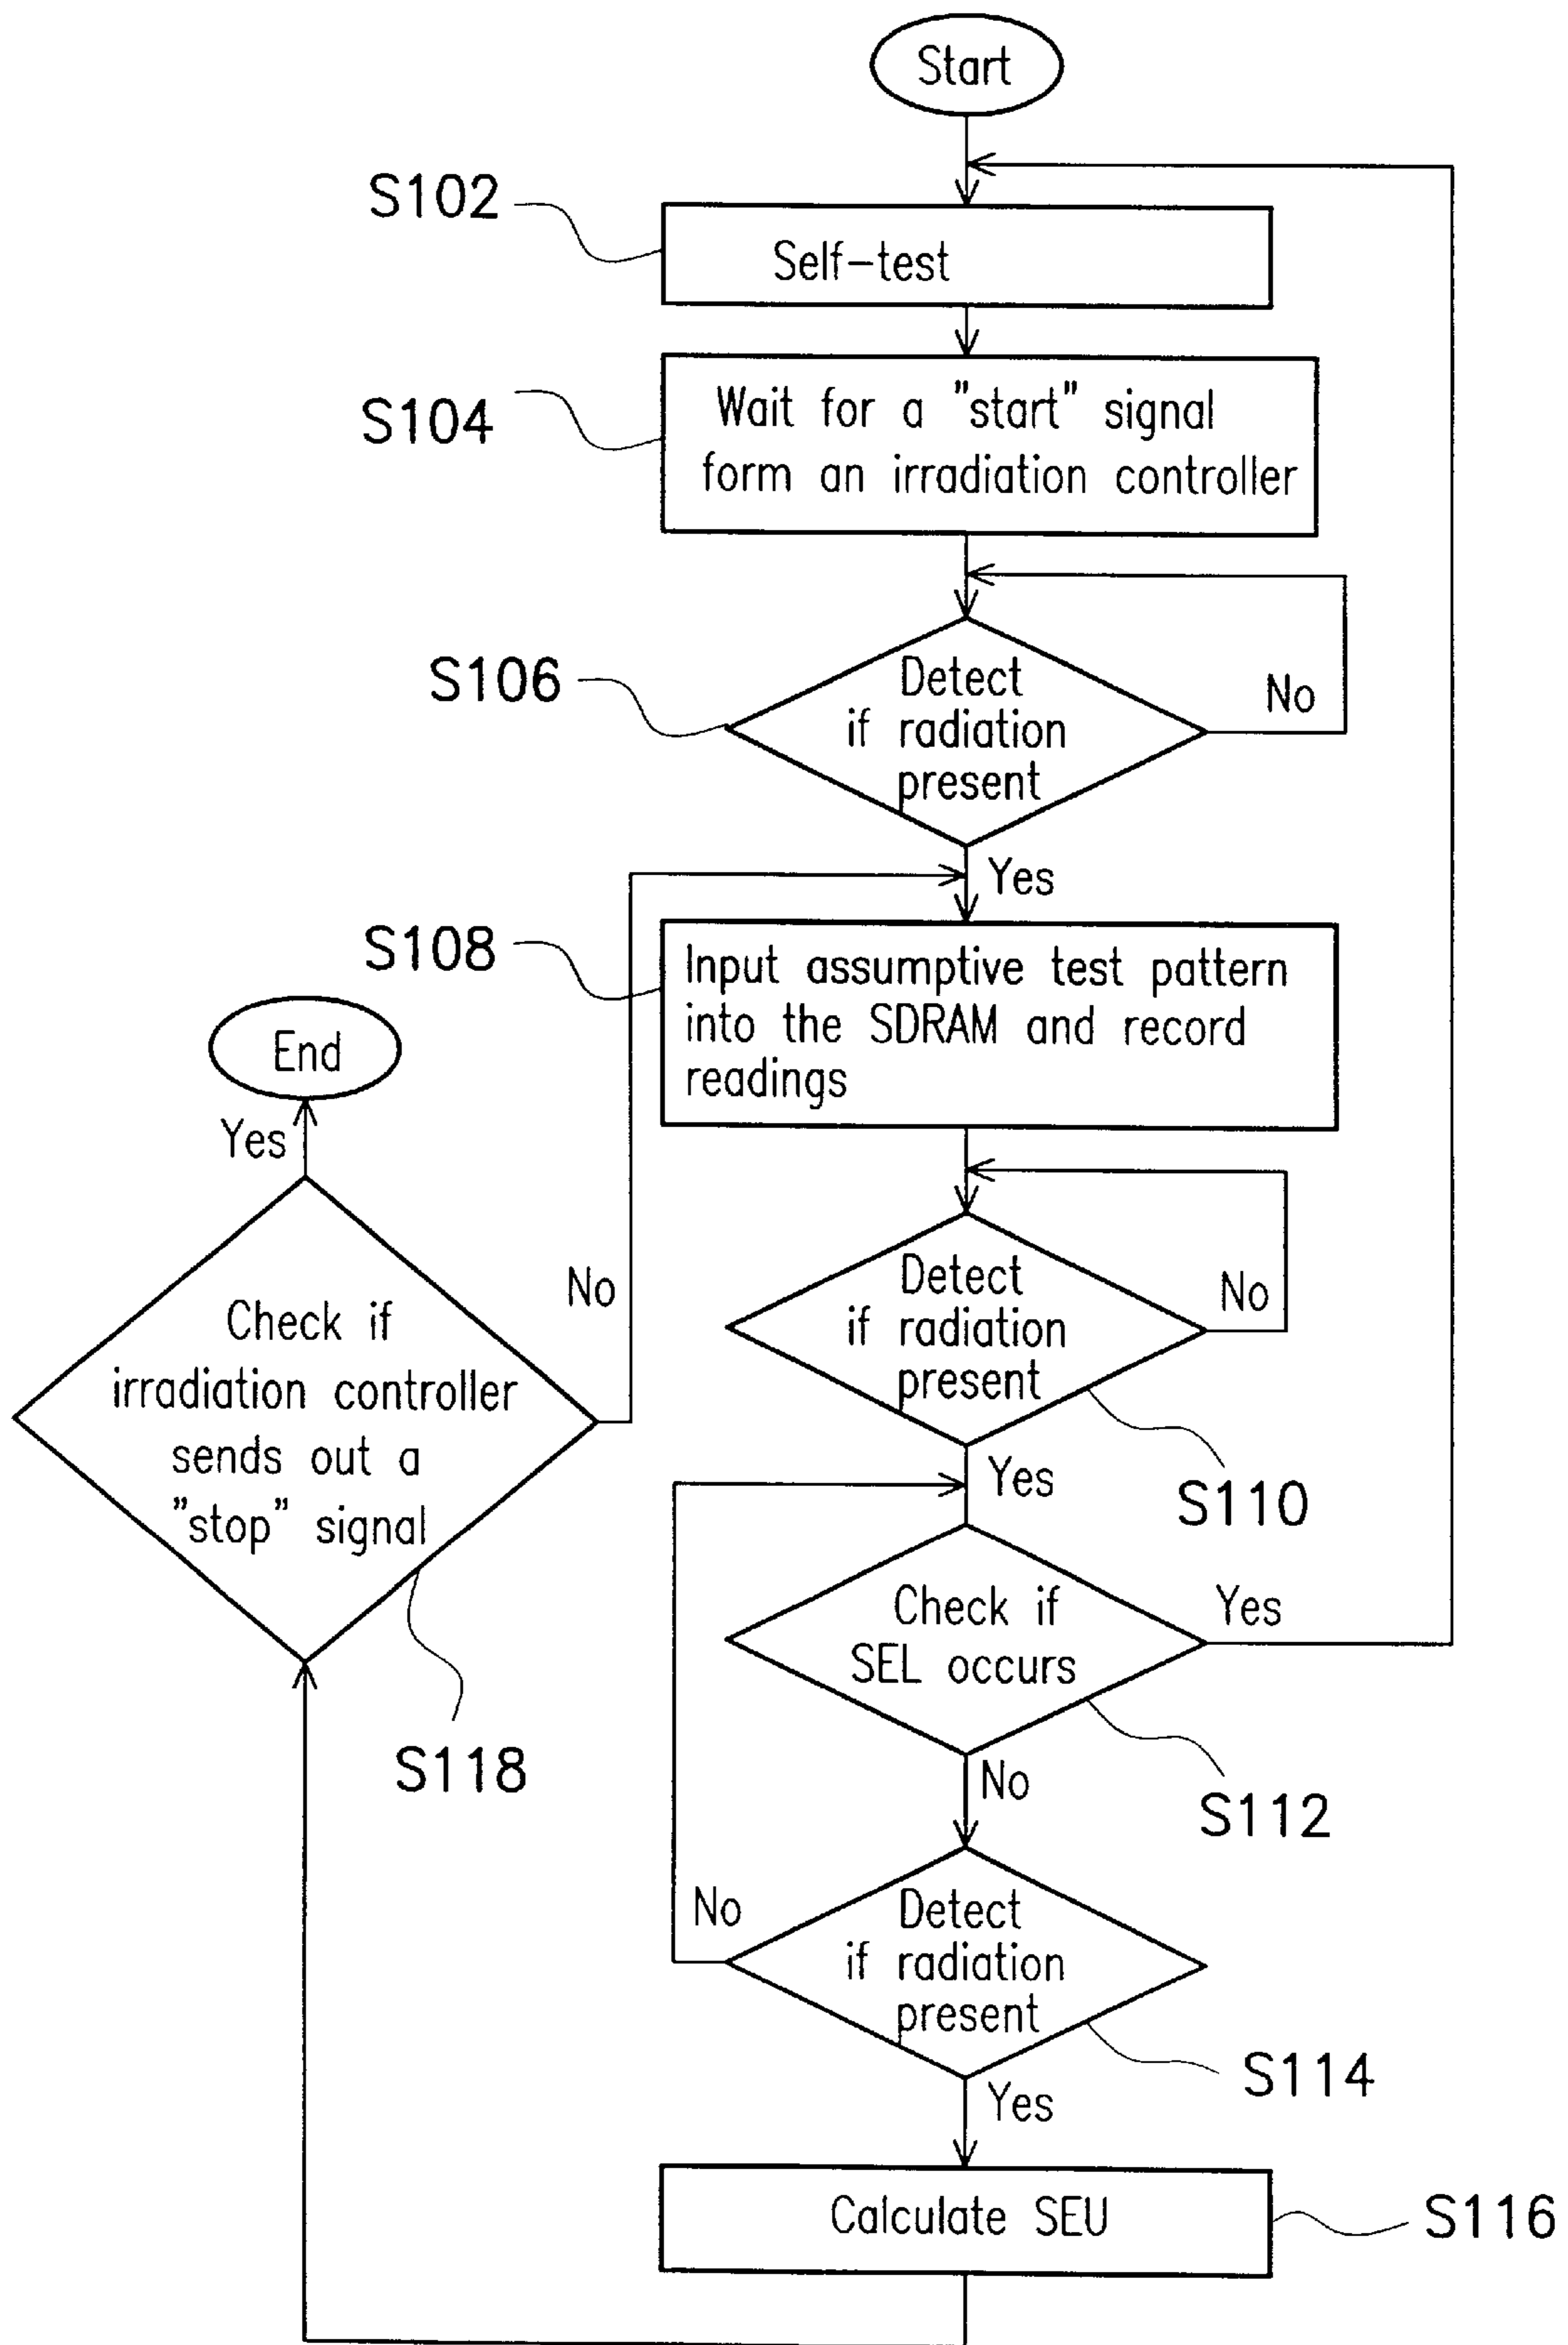 Start
S102
Self-test
S104
Wait for a "start" signal
form an irradiation controller
S106
Detect
if radiation
present
No
Yes
S108
Input assumptive test pattern
into the SDRAM and record
readings
End
Yes
Detect
if radiation
present
No
No
Check if
irradiation controller
sends out a
"stop" signal
Yes
S110
Check if
SEL occurs
Yes
S118
No
S112
No
Detect
if radiation
present
S114
Yes
Calculate SEU
S116